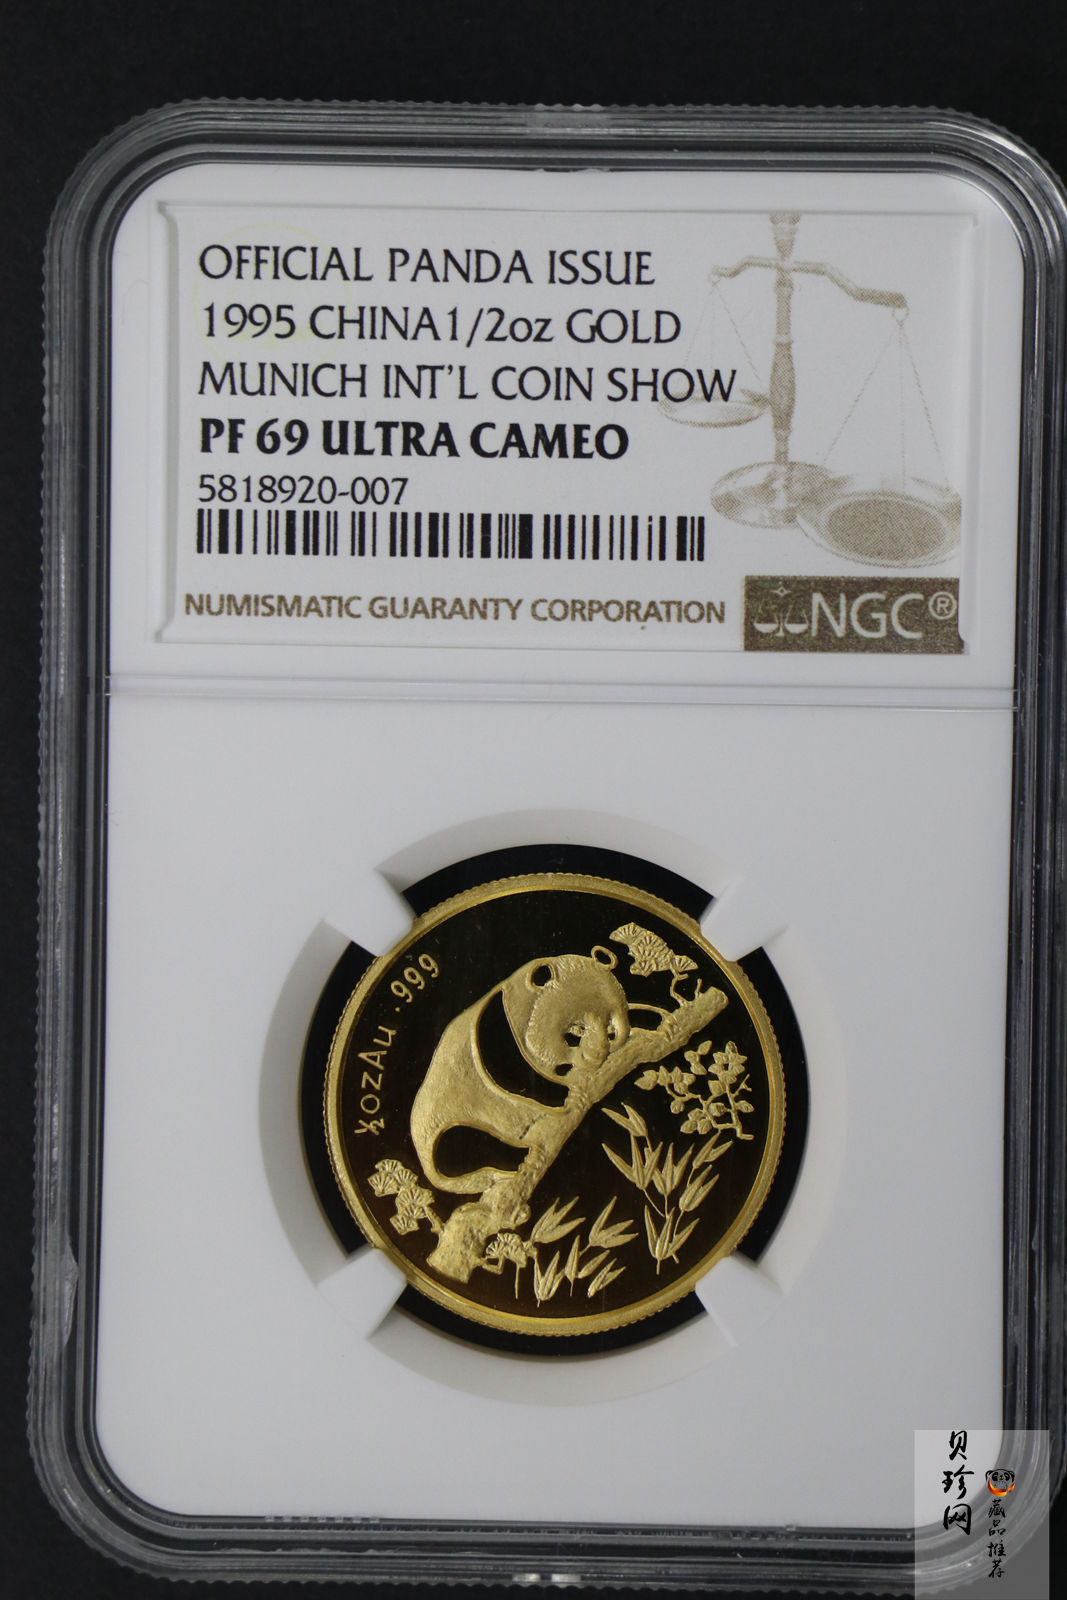 OFFICIAL PANDA ISSUE
1995 CHINA1/2oz GOLD
MUNICH INT'L COIN SHOW
PF 69 ULTRA CAMEO
5818920-007
NUMISMATIC GUARANTY CORPORATION
NGC®
½ozAu .999
贝珍网
藏品推荐